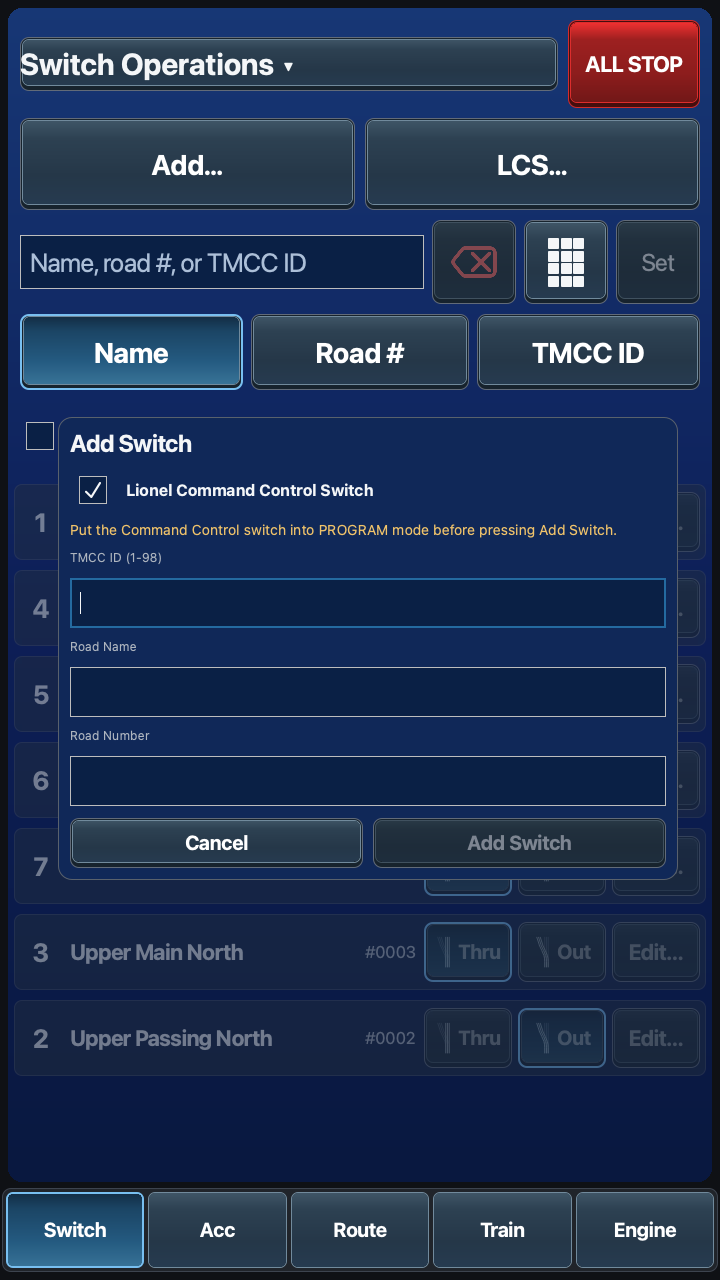 Switch Operations ▼
ALL STOP
Add...
LCS...
Name, road #, or TMCC ID
Set
Name
Road #
TMCC ID
Add Switch
Lionel Command Control Switch
Put the Command Control switch into PROGRAM mode before pressing Add Switch.
TMCC ID (1-98)
Road Name
Road Number
Cancel
Add Switch
1
4
5
6
7
3 Upper Main North #0003 Thru Out Edit...
2 Upper Passing North #0002 Thru Out Edit...
Switch
Acc
Route
Train
Engine